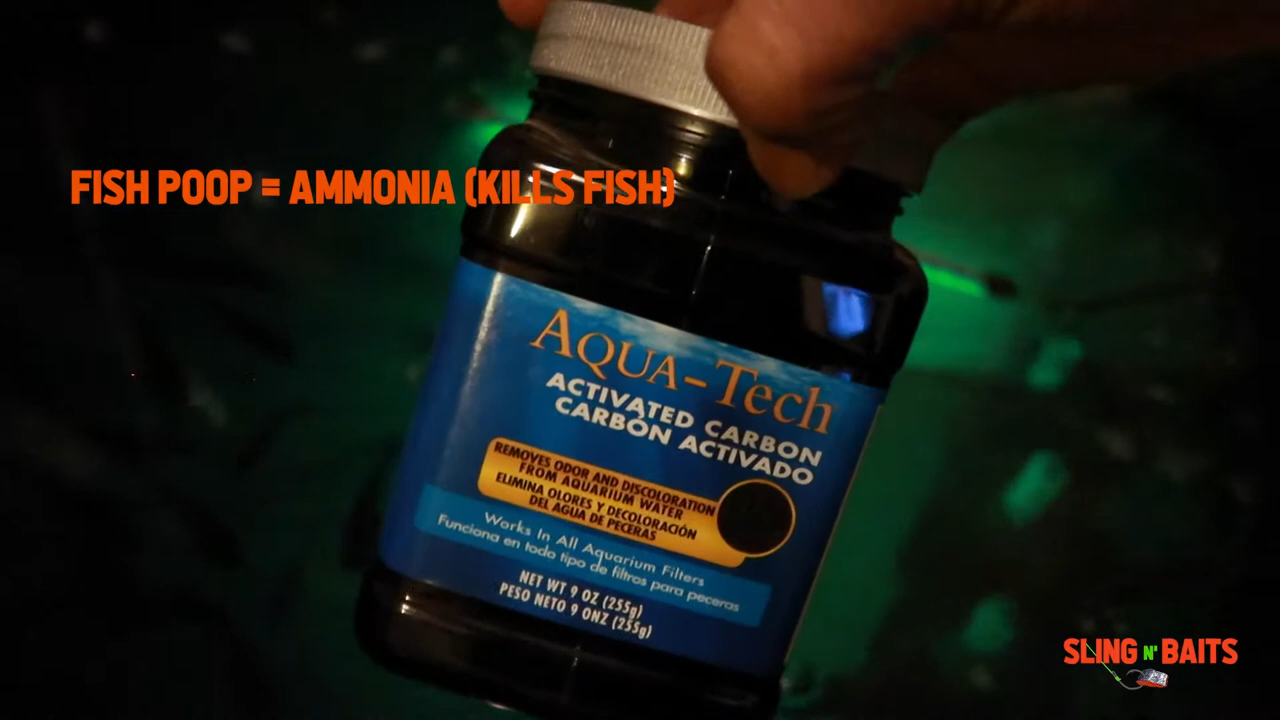 FISH POOP = AMMONIA (KILLS FISH)
AQUA-Tech
ACTIVATED CARBON
CARBÓN ACTIVADO
REMOVES ODOR AND DISCOLORATION
FROM AQUARIUM WATER
ELIMINA OLORES Y DECOLORACIÓN
DEL AGUA DE PECERAS
Works In All Aquarium Filters
Funciona en todo tipo de filtros para peceras
NET WT 9 OZ (255g)
PESO NETO 9 ONZ (255g)
SLING N' BAITS